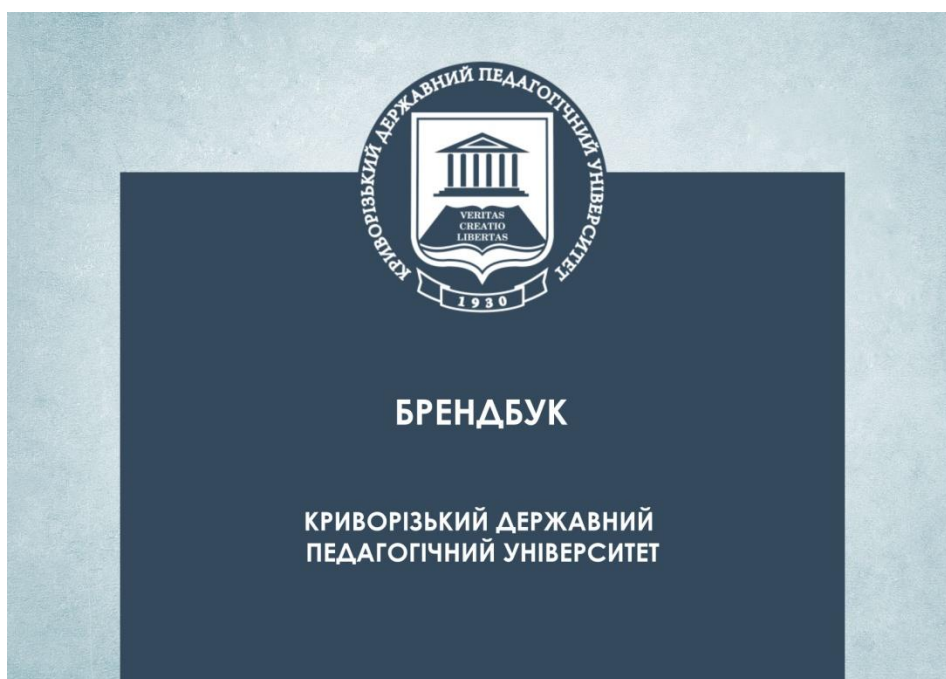 КРИВОРІЗЬКИЙ ДЕРЖАВНИЙ ПЕДАГОГІЧНИЙ УНІВЕРСИТЕТ
VERITAS
CREATIO
LIBERTAS
1930
БРЕНДБУК
КРИВОРІЗЬКИЙ ДЕРЖАВНИЙ
ПЕДАГОГІЧНИЙ УНІВЕРСИТЕТ